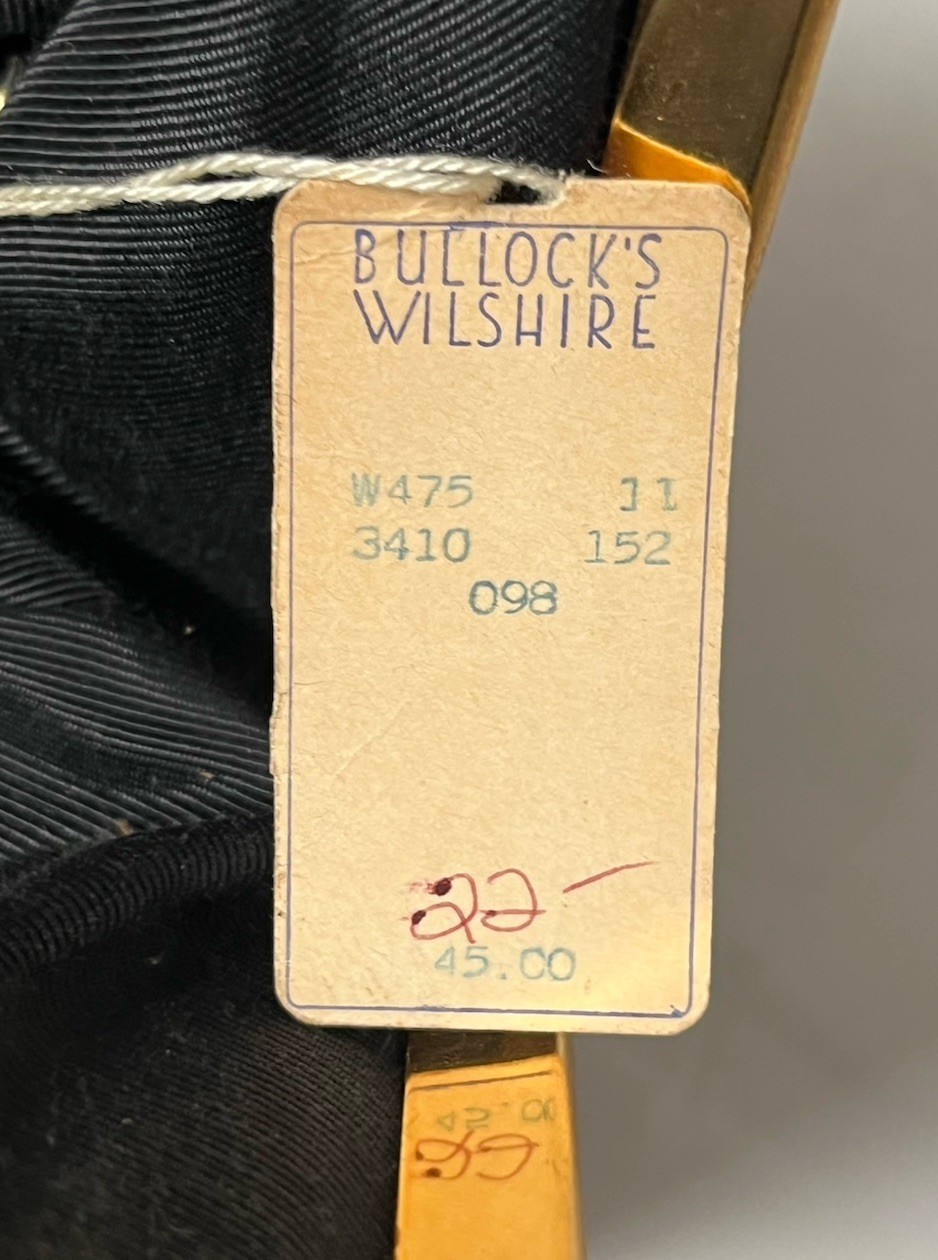 BULLOCK'S
WILSHIRE
W475 11
3410 152
098
22 -
45.00